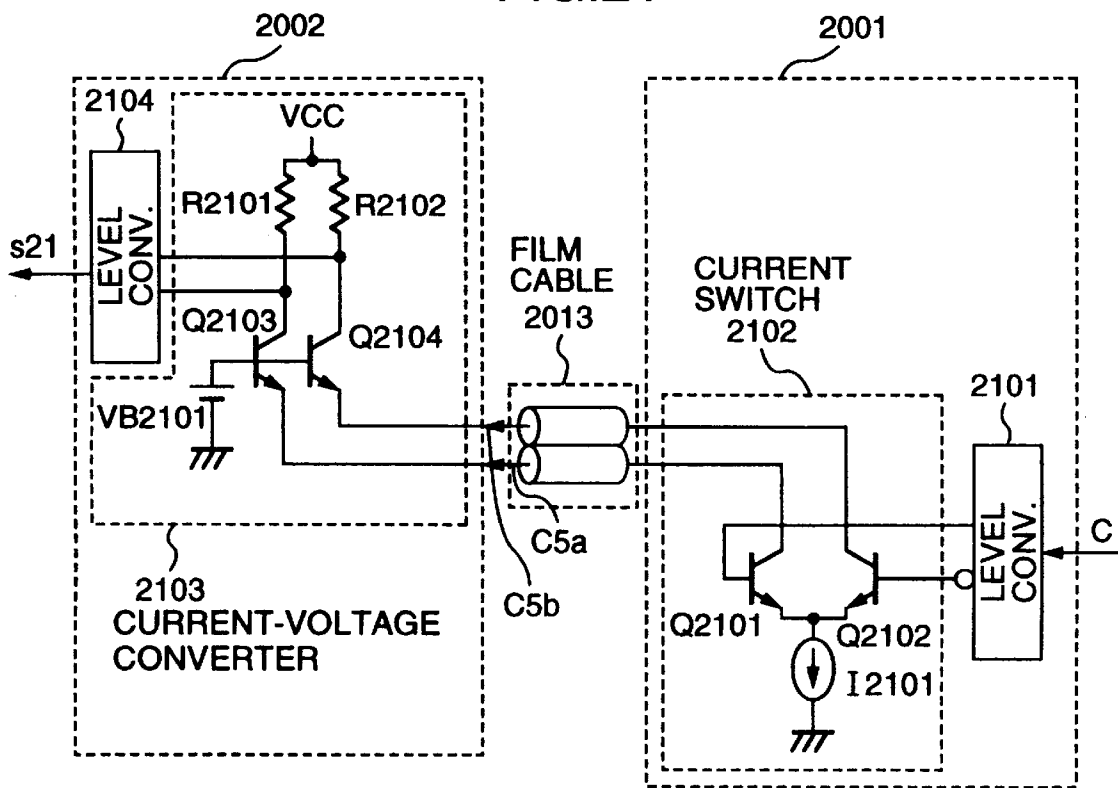 2002
2001
2104
VCC
R2101
R2102
LEVEL
CONV.
s21
FILM
CABLE
2013
CURRENT
SWITCH
2102
Q2103
Q2104
2101
VB2101
LEVEL
CONV.
C
C5a
C5b
2103
CURRENT-VOLTAGE
CONVERTER
Q2101
Q2102
I2101